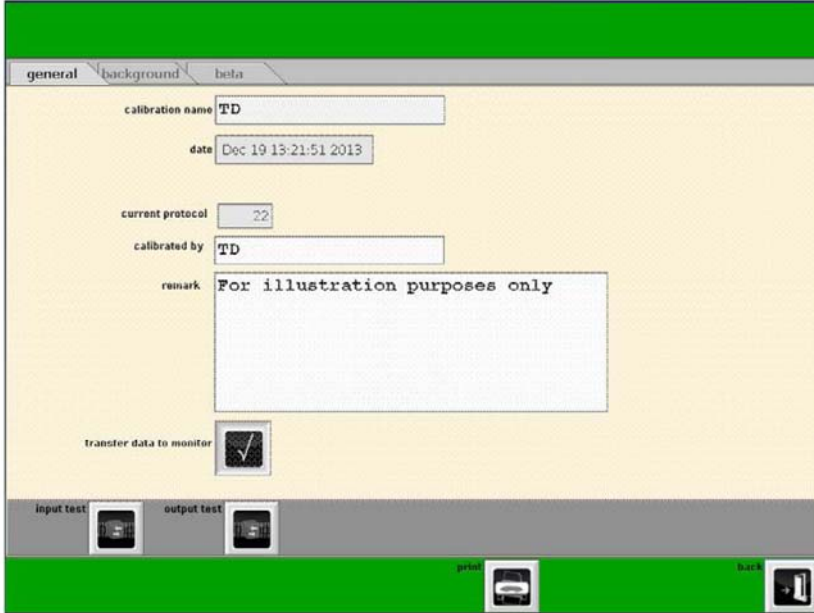 general background beta
calibration name TD
date Dec 19 13:21:51 2013
current protocol 22
calibrated by TD
remark For illustration purposes only
transfer data to monitor
input test output test
print back